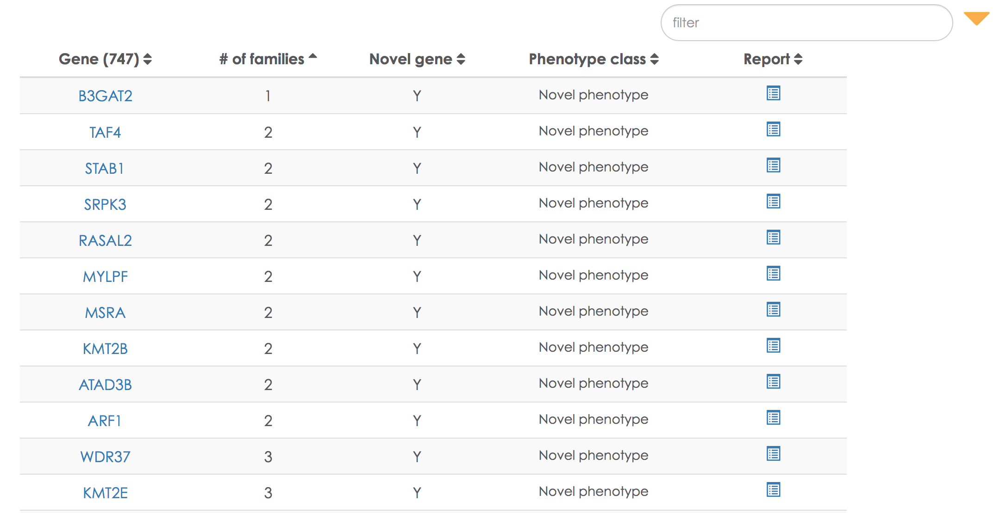 filter
Gene (747) # of families Novel gene Phenotype class Report
B3GAT2 1 Y Novel phenotype
TAF4 2 Y Novel phenotype
STAB1 2 Y Novel phenotype
SRPK3 2 Y Novel phenotype
RASAL2 2 Y Novel phenotype
MYLPF 2 Y Novel phenotype
MSRA 2 Y Novel phenotype
KMT2B 2 Y Novel phenotype
ATAD3B 2 Y Novel phenotype
ARF1 2 Y Novel phenotype
WDR37 3 Y Novel phenotype
KMT2E 3 Y Novel phenotype